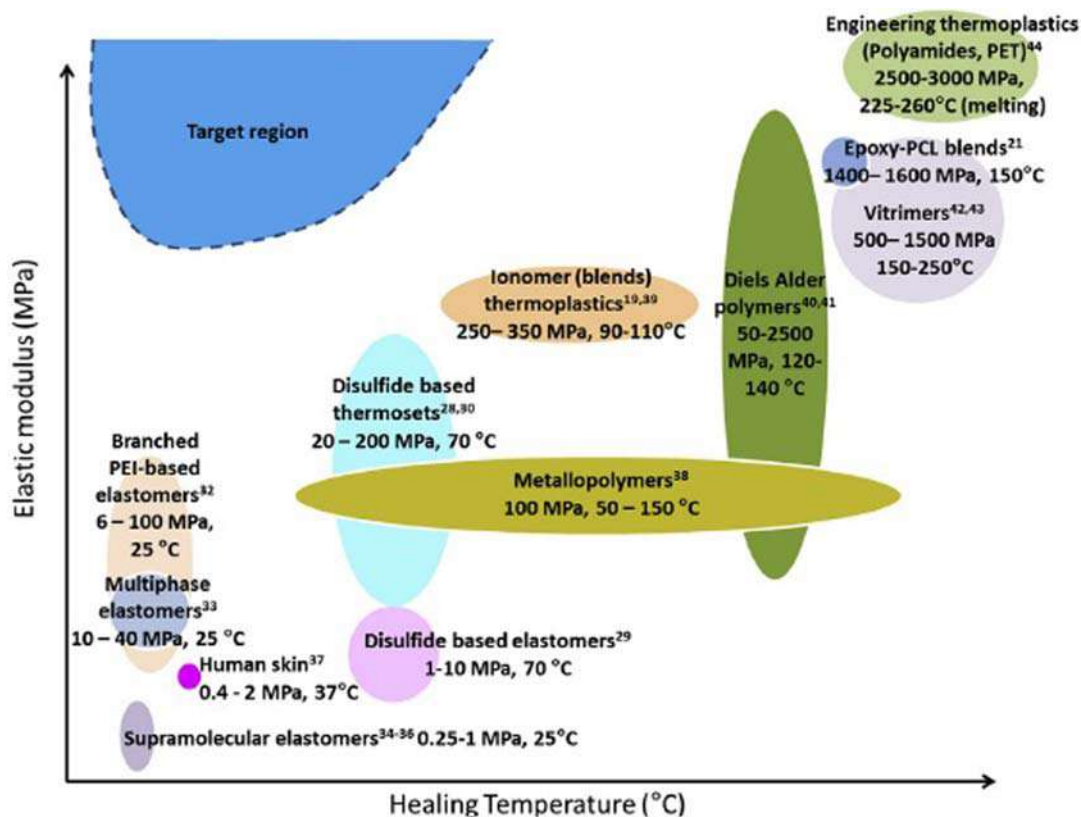 Engineering thermoplastics
(Polyamides, PET)⁴⁴
2500-3000 MPa,
225-260°C (melting)
Target region
Epoxy-PCL blends²¹
1400– 1600 MPa, 150°C
Vitrimers⁴²,⁴³
500– 1500 MPa
150-250°C
Ionomer (blends)
thermoplastics¹⁹,³⁹
250– 350 MPa, 90-110°C
Diels Alder
polymers⁴⁰,⁴¹
50-2500
MPa, 120-
140 °C
Disulfide based
thermosets²⁸,³⁰
20 – 200 MPa, 70 °C
Branched
PEI-based
elastomers³²
6 – 100 MPa,
25 °C
Metallopolymers³⁸
100 MPa, 50 – 150 °C
Multiphase
elastomers³³
10 – 40 MPa, 25 °C
Human skin³⁷
0.4 - 2 MPa, 37°C
Disulfide based elastomers²⁹
1-10 MPa, 70 °C
Supramolecular elastomers³⁴-³⁶ 0.25-1 MPa, 25°C
Elastic modulus (MPa)
Healing Temperature (°C)